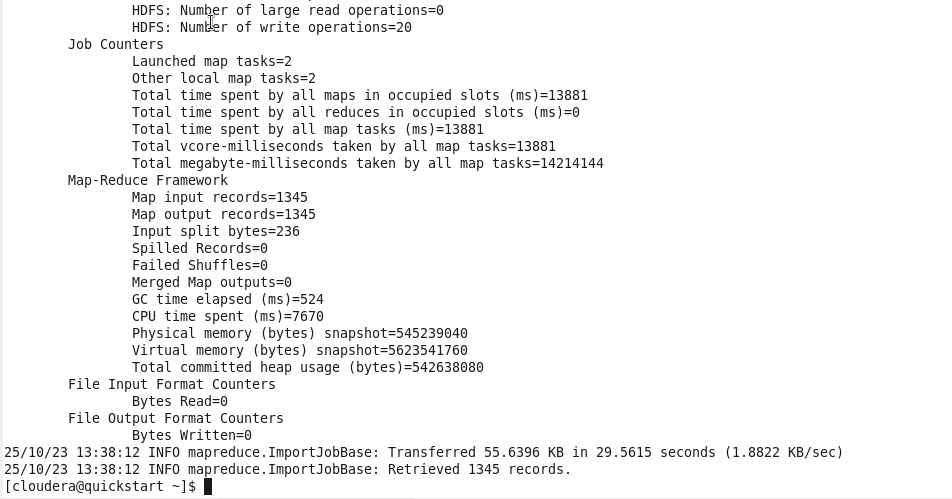 HDFS: Number of large read operations=0
HDFS: Number of write operations=20
Job Counters
Launched map tasks=2
Other local map tasks=2
Total time spent by all maps in occupied slots (ms)=13881
Total time spent by all reduces in occupied slots (ms)=0
Total time spent by all map tasks (ms)=13881
Total vcore-milliseconds taken by all map tasks=13881
Total megabyte-milliseconds taken by all map tasks=14214144
Map-Reduce Framework
Map input records=1345
Map output records=1345
Input split bytes=236
Spilled Records=0
Failed Shuffles=0
Merged Map outputs=0
GC time elapsed (ms)=524
CPU time spent (ms)=7670
Physical memory (bytes) snapshot=545239040
Virtual memory (bytes) snapshot=5623541760
Total committed heap usage (bytes)=542638080
File Input Format Counters
Bytes Read=0
File Output Format Counters
Bytes Written=0
25/10/23 13:38:12 INFO mapreduce.ImportJobBase: Transferred 55.6396 KB in 29.5615 seconds (1.8822 KB/sec)
25/10/23 13:38:12 INFO mapreduce.ImportJobBase: Retrieved 1345 records.
[cloudera@quickstart ~]$